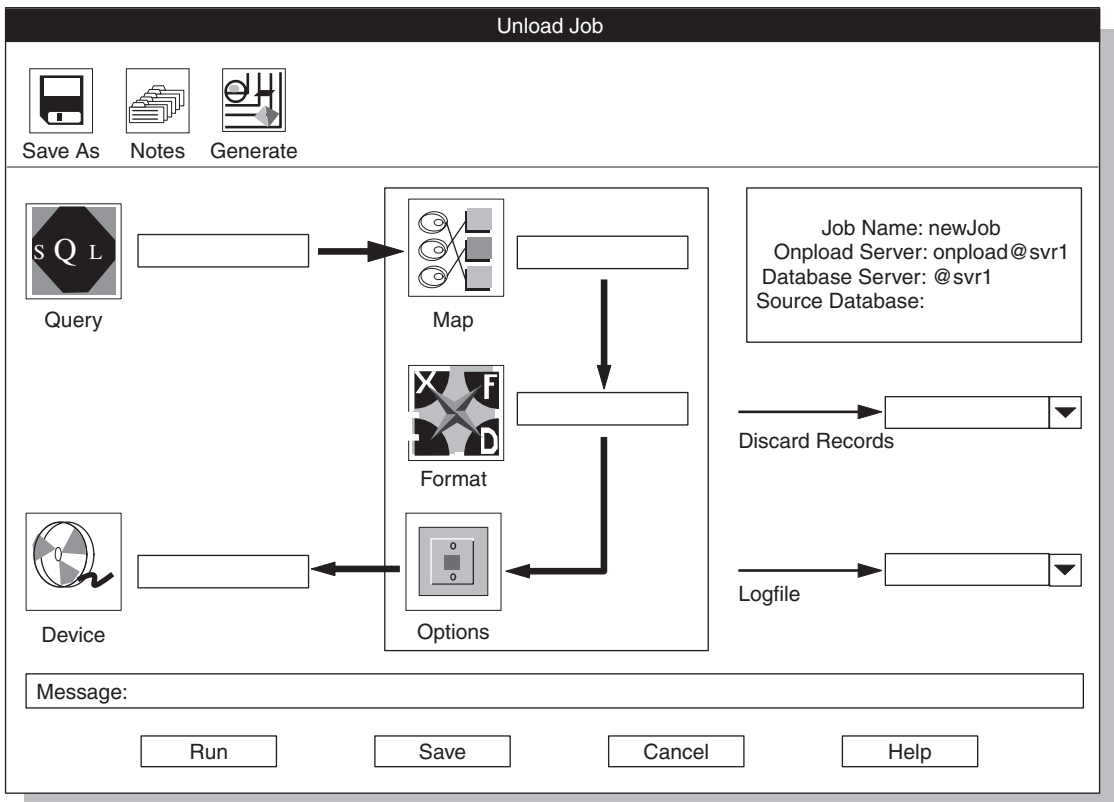 Unload Job
Save As
Notes
Generate
S Q L
Query
Map
Job Name: newJob
Onpload Server: onpload@svr1
Database Server: @svr1
Source Database:
X F
D
Format
Discard Records
Device
Options
Logfile
Message:
Run
Save
Cancel
Help